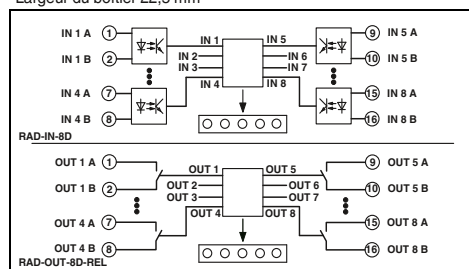 Largeur du boîtier 22,5 mm
IN 1 A 1 IN 1 IN 5 9 IN 5 A
IN 1 B 2 IN 2 IN 6 10 IN 5 B
IN 3 IN 7
IN 4 A 7 IN 4 IN 8 15 IN 8 A
IN 4 B 8 16 IN 8 B
RAD-IN-8D
OUT 1 A 1 OUT 1 OUT 5 9 OUT 5 A
OUT 1 B 2 OUT 2 OUT 6 10 OUT 5 B
OUT 3 OUT 7
OUT 4 A 7 OUT 4 OUT 8 15 OUT 8 A
OUT 4 B 8 16 OUT 8 B
RAD-OUT-8D-REL